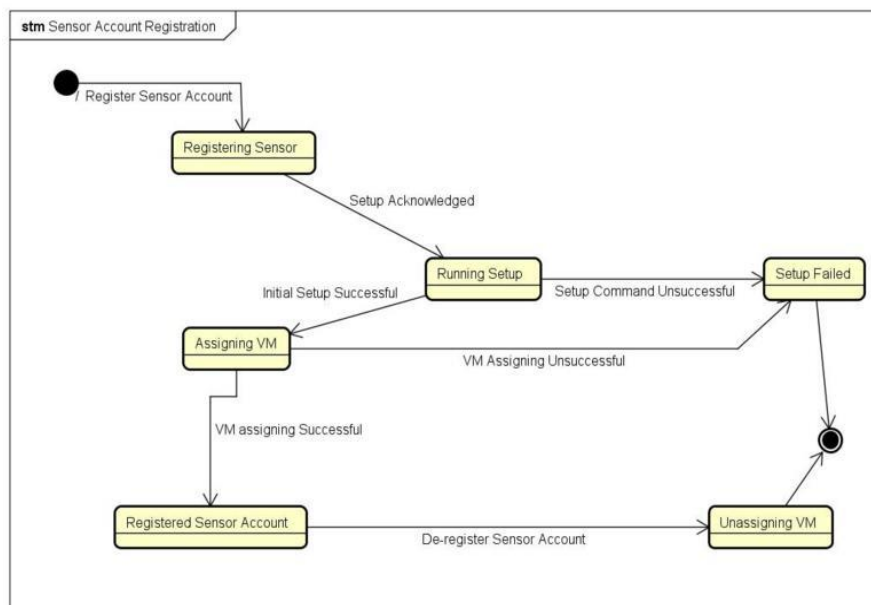 stm Sensor Account Registration
/ Register Sensor Account
Registering Sensor
Setup Acknowledged
Running Setup
Setup Failed
Initial Setup Successful
Setup Command Unsuccessful
Assigning VM
VM Assigning Unsuccessful
VM assigning Successful
Registered Sensor Account
Unassigning VM
De-register Sensor Account